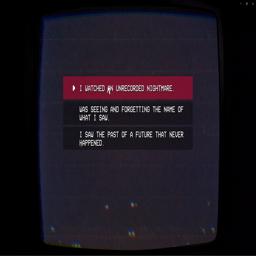 I WATCHED AN UNRECORDED NIGHTMARE.
WAS SEEING AND FORGETTING THE NAME OF
WHAT I SAW.
I SAW THE PAST OF A FUTURE THAT NEVER
HAPPENED.